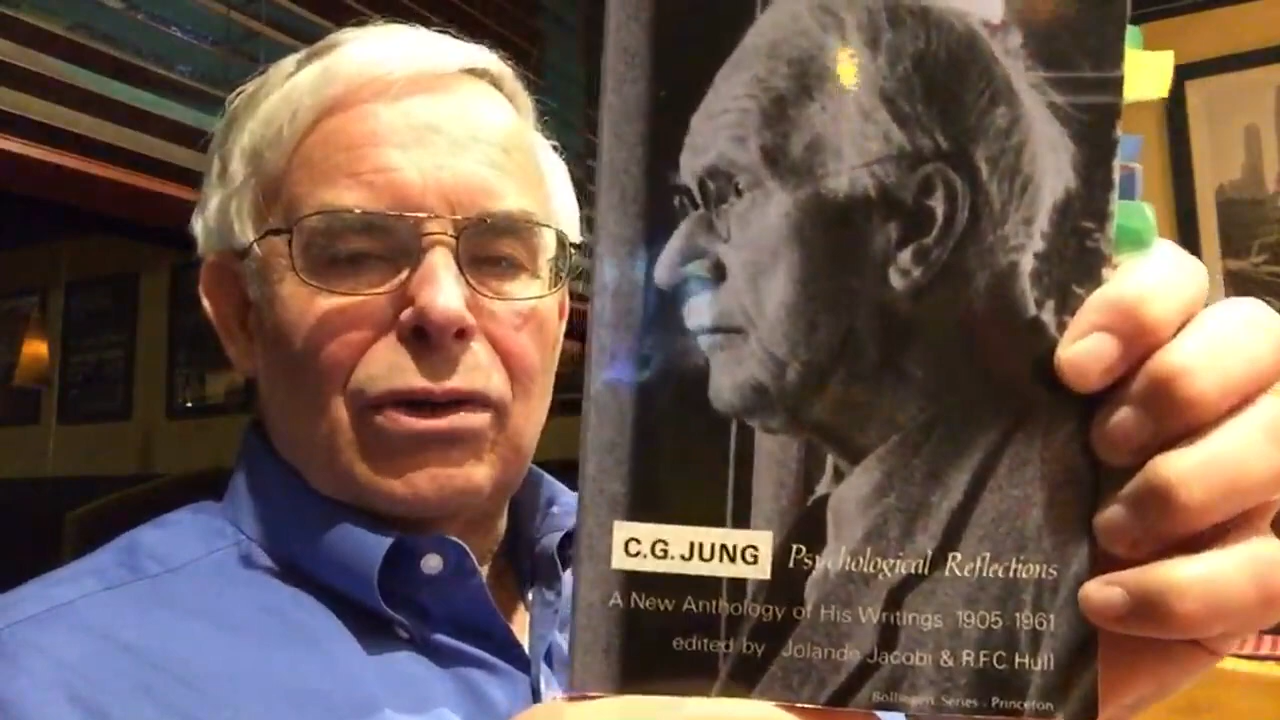 C.G. JUNG Psychological Reflections
A New Anthology of His Writings 1905-1961
edited by Jolande Jacobi & R.F.C. Hull
Bollingen Series · Princeton